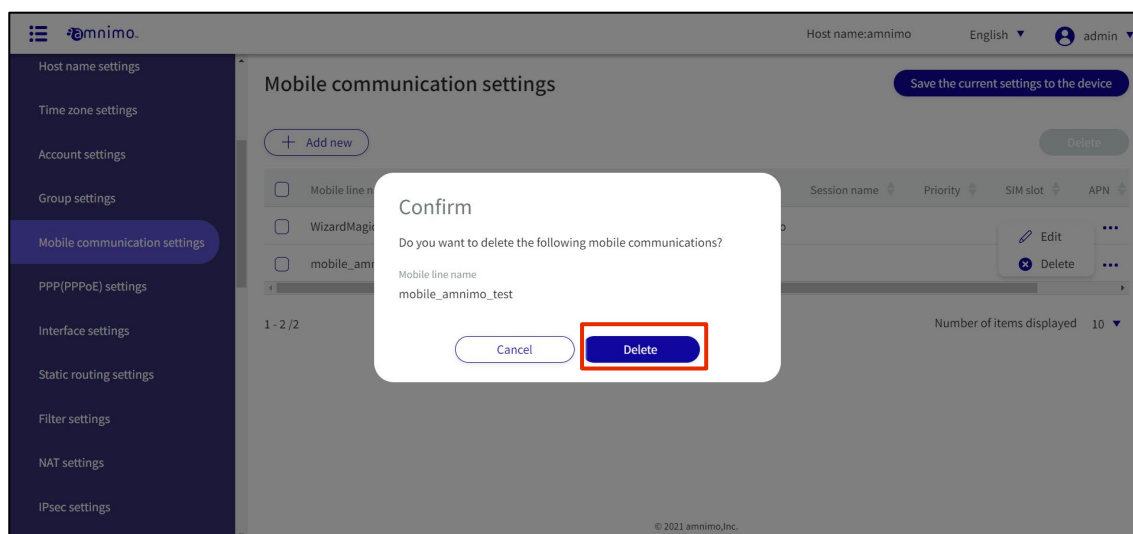 amnimo
Host name:amnimo
English
admin
Host name settings
Time zone settings
Account settings
Group settings
Mobile communication settings
PPP(PPPoE) settings
Interface settings
Static routing settings
Filter settings
NAT settings
IPsec settings
Mobile communication settings
Save the current settings to the device
+ Add new
Delete
Mobile line n
Session name
Priority
SIM slot
APN
WizardMagic
Edit
mobile_amn
Delete
1 - 2 /2
Number of items displayed 10
Confirm
Do you want to delete the following mobile communications?
Mobile line name
mobile_amnimo_test
Cancel
Delete
© 2021 amnimo,Inc.